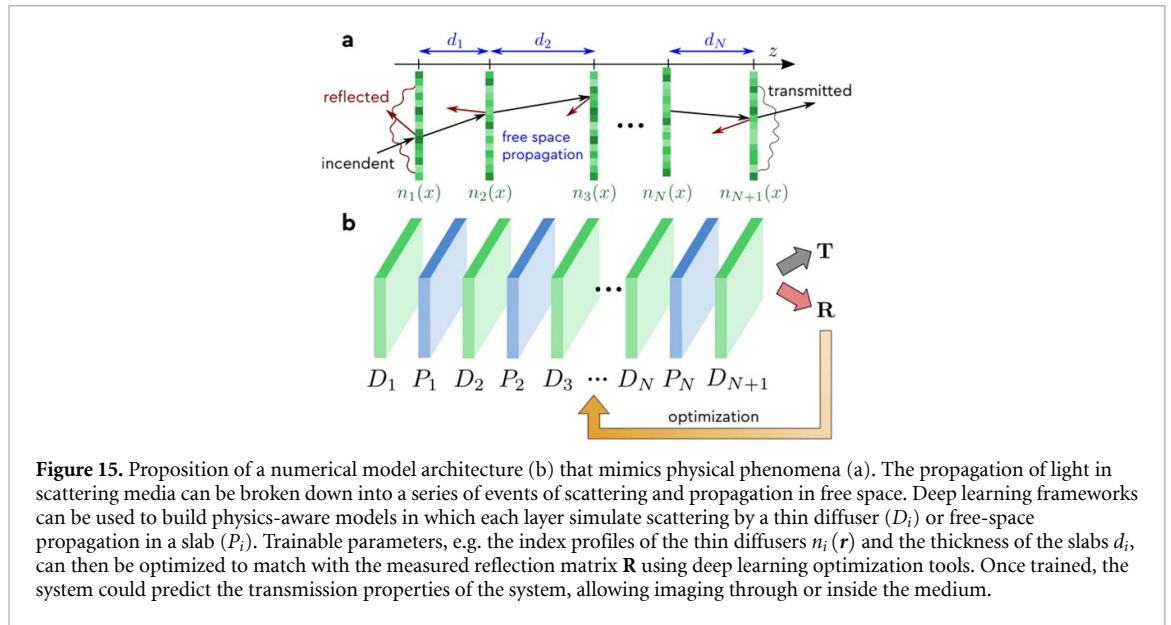 a
d₁ d₂ d_N z
reflected
transmitted
free space
propagation
incendent
n₁(x) n₂(x) n₃(x) n_N(x) n_{N+1}(x)
b
T
R
D₁ P₁ D₂ P₂ D₃ ··· D_N P_N D_{N+1}
optimization
Figure 15. Proposition of a numerical model architecture (b) that mimics physical phenomena (a). The propagation of light in
scattering media can be broken down into a series of events of scattering and propagation in free space. Deep learning frameworks
can be used to build physics-aware models in which each layer simulate scattering by a thin diffuser (Dᵢ) or free-space
propagation in a slab (Pᵢ). Trainable parameters, e.g. the index profiles of the thin diffusers nᵢ(r) and the thickness of the slabs dᵢ,
can then be optimized to match with the measured reflection matrix R using deep learning optimization tools. Once trained, the
system could predict the transmission properties of the system, allowing imaging through or inside the medium.